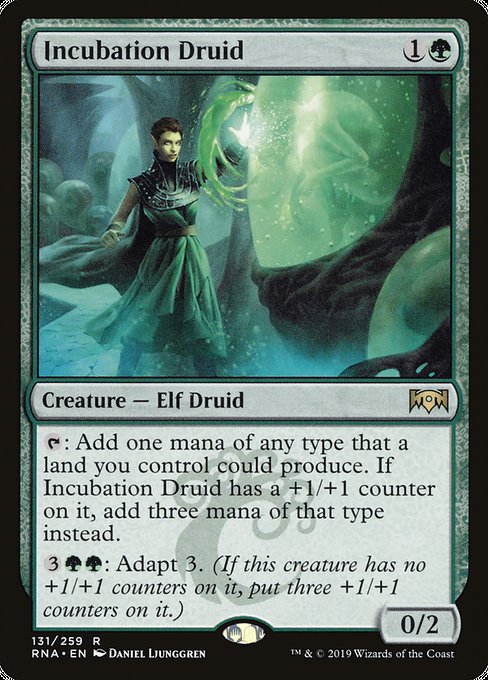 Incubation Druid 1
Creature — Elf Druid
: Add one mana of any type that a
land you control could produce. If
Incubation Druid has a +1/+1 counter
on it, add three mana of that type
instead.
3: Adapt 3. (If this creature has no
+1/+1 counters on it, put three +1/+1
counters on it.)
0/2
131/259 R
RNA • EN Daniel Ljunggren
™ & © 2019 Wizards of the Coast